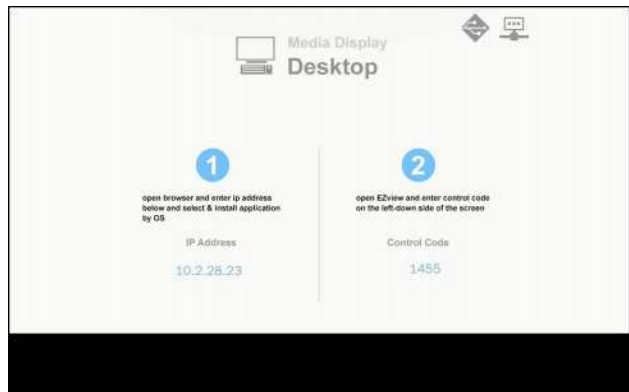 Media Display
Desktop
1
open browser and enter ip address
below and select & install application
by OS
IP Address
10.2.28.23
2
open EZview and enter control code
on the left-down side of the screen
Control Code
1455